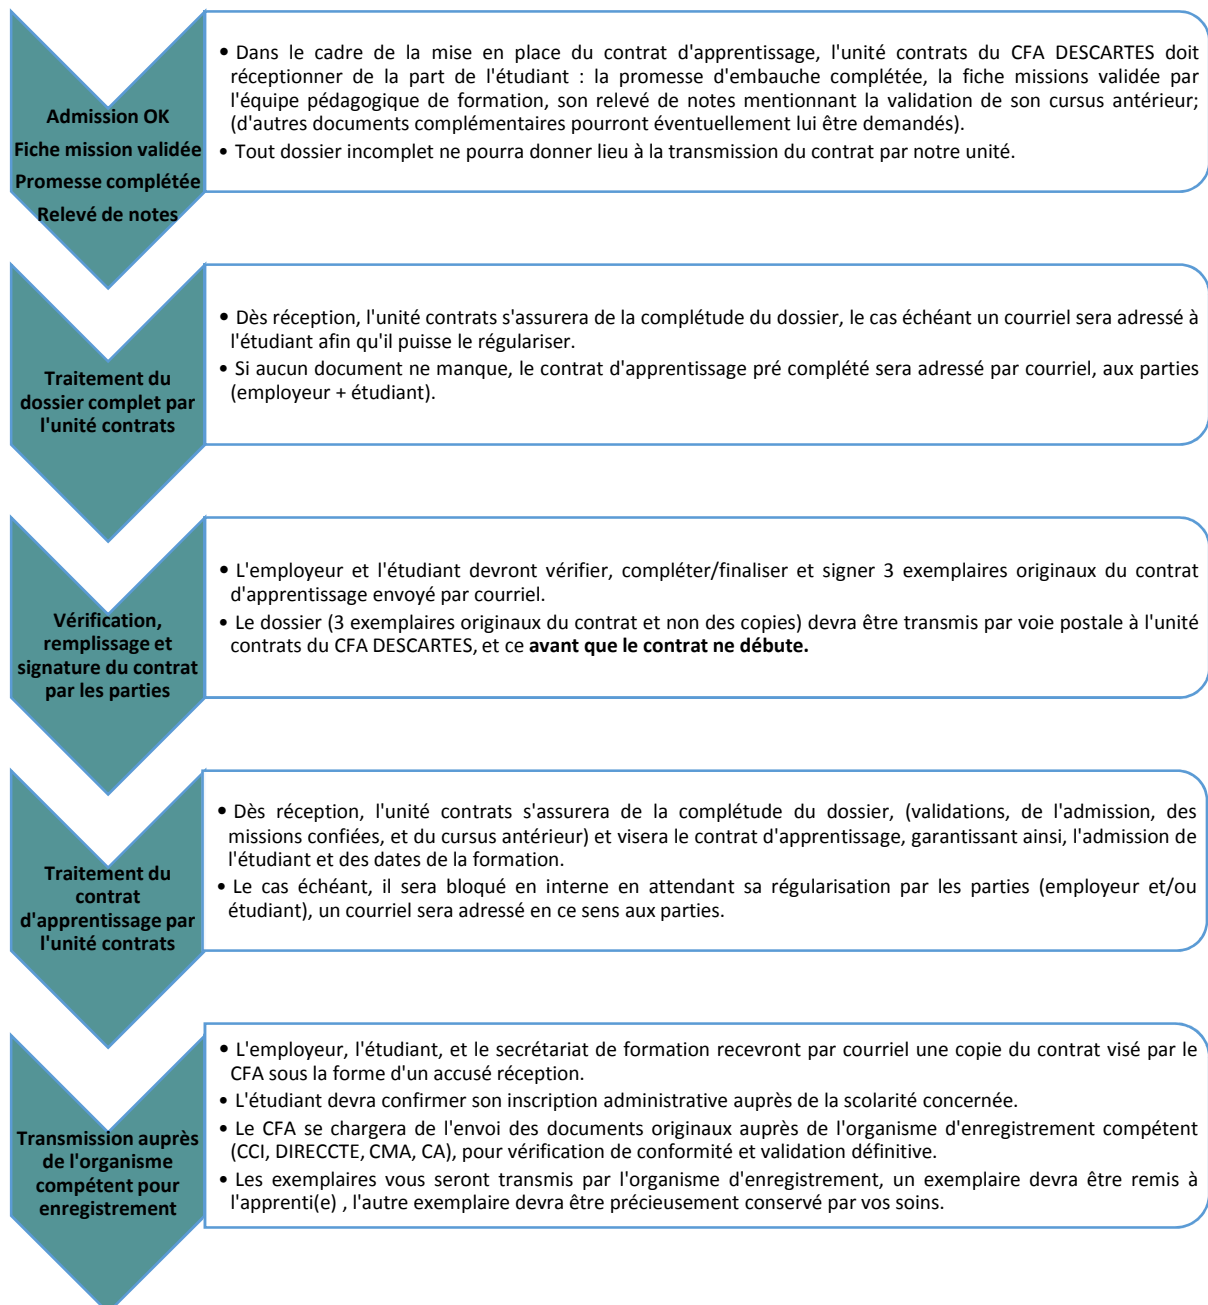 Admission OK
Fiche mission validée
Promesse complétée
Relevé de notes
• Dans le cadre de la mise en place du contrat d'apprentissage, l'unité contrats du CFA DESCARTES doit
réceptionner de la part de l'étudiant : la promesse d'embauche complétée, la fiche missions validée par
l'équipe pédagogique de formation, son relevé de notes mentionnant la validation de son cursus antérieur;
(d'autres documents complémentaires pourront éventuellement lui être demandés).
• Tout dossier incomplet ne pourra donner lieu à la transmission du contrat par notre unité.
Traitement du
dossier complet par
l'unité contrats
• Dès réception, l'unité contrats s'assurera de la complétude du dossier, le cas échéant un courriel sera adressé à
l'étudiant afin qu'il puisse le régulariser.
• Si aucun document ne manque, le contrat d'apprentissage pré complété sera adressé par courriel, aux parties
(employeur + étudiant).
Vérification,
remplissage et
signature du contrat
par les parties
• L'employeur et l'étudiant devront vérifier, compléter/finaliser et signer 3 exemplaires originaux du contrat
d'apprentissage envoyé par courriel.
• Le dossier (3 exemplaires originaux du contrat et non des copies) devra être transmis par voie postale à l'unité
contrats du CFA DESCARTES, et ce avant que le contrat ne débute.
Traitement du
contrat
d'apprentissage par
l'unité contrats
• Dès réception, l'unité contrats s'assurera de la complétude du dossier, (validations, de l'admission, des
missions confiées, et du cursus antérieur) et visera le contrat d'apprentissage, garantissant ainsi, l'admission de
l'étudiant et des dates de la formation.
• Le cas échéant, il sera bloqué en interne en attendant sa régularisation par les parties (employeur et/ou
étudiant), un courriel sera adressé en ce sens aux parties.
Transmission auprès
de l'organisme
compétent pour
enregistrement
• L'employeur, l'étudiant, et le secrétariat de formation recevront par courriel une copie du contrat visé par le
CFA sous la forme d'un accusé réception.
• L'étudiant devra confirmer son inscription administrative auprès de la scolarité concernée.
• Le CFA se chargera de l'envoi des documents originaux auprès de l'organisme d'enregistrement compétent
(CCI, DIRECCTE, CMA, CA), pour vérification de conformité et validation définitive.
• Les exemplaires vous seront transmis par l'organisme d'enregistrement, un exemplaire devra être remis à
l'apprenti(e) , l'autre exemplaire devra être précieusement conservé par vos soins.